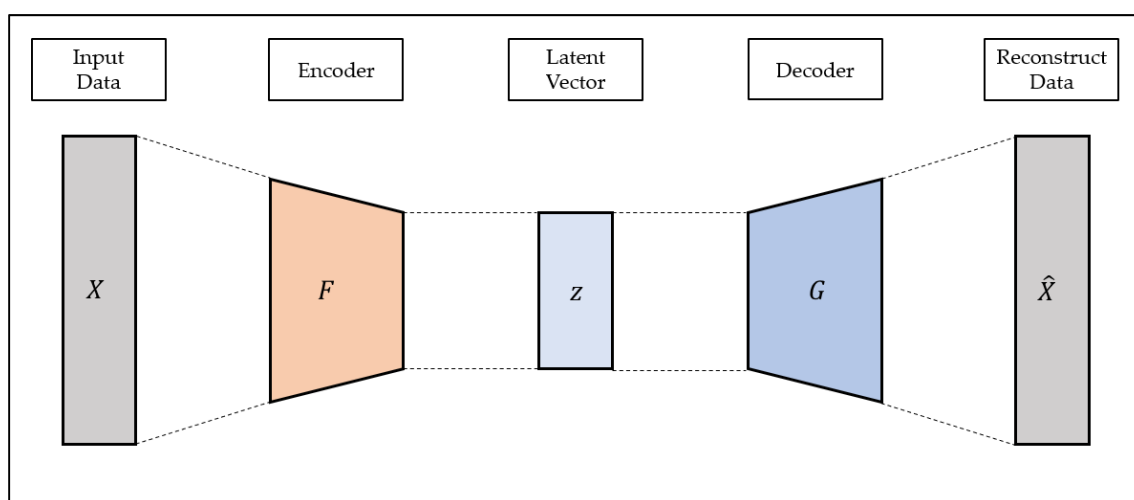 Input
Data
Encoder
Latent
Vector
Decoder
Reconstruct
Data
X
F
z
G
X̂